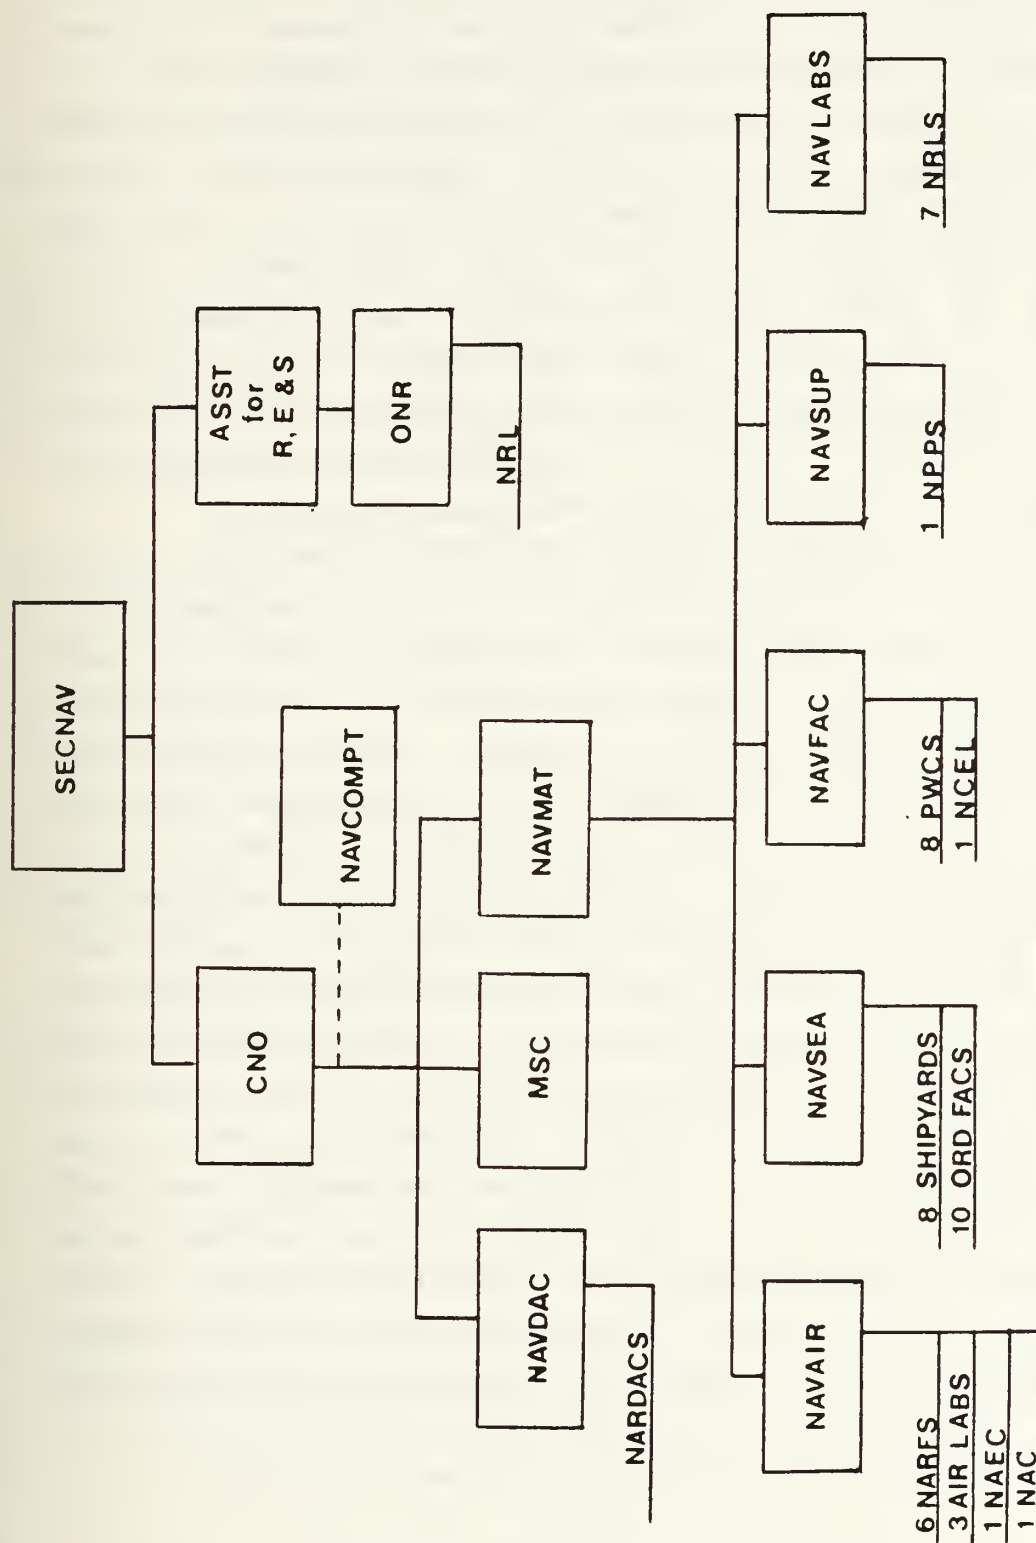 SECNAV
CNO
ASST
for
R, E & S
NAVCOMPT
ONR
NRL
NAVDAC
MSC
NAVMAT
NARDACS
NAVAIR
NAVSEA
NAVFAC
NAVSUP
NAVLABS
6 NARFS
3 AIR LABS
1 NAEC
1 NAC
8 SHIPYARDS
10 ORD FACS
8 PWCS
1 NCEL
1 NPPS
7 NRLS